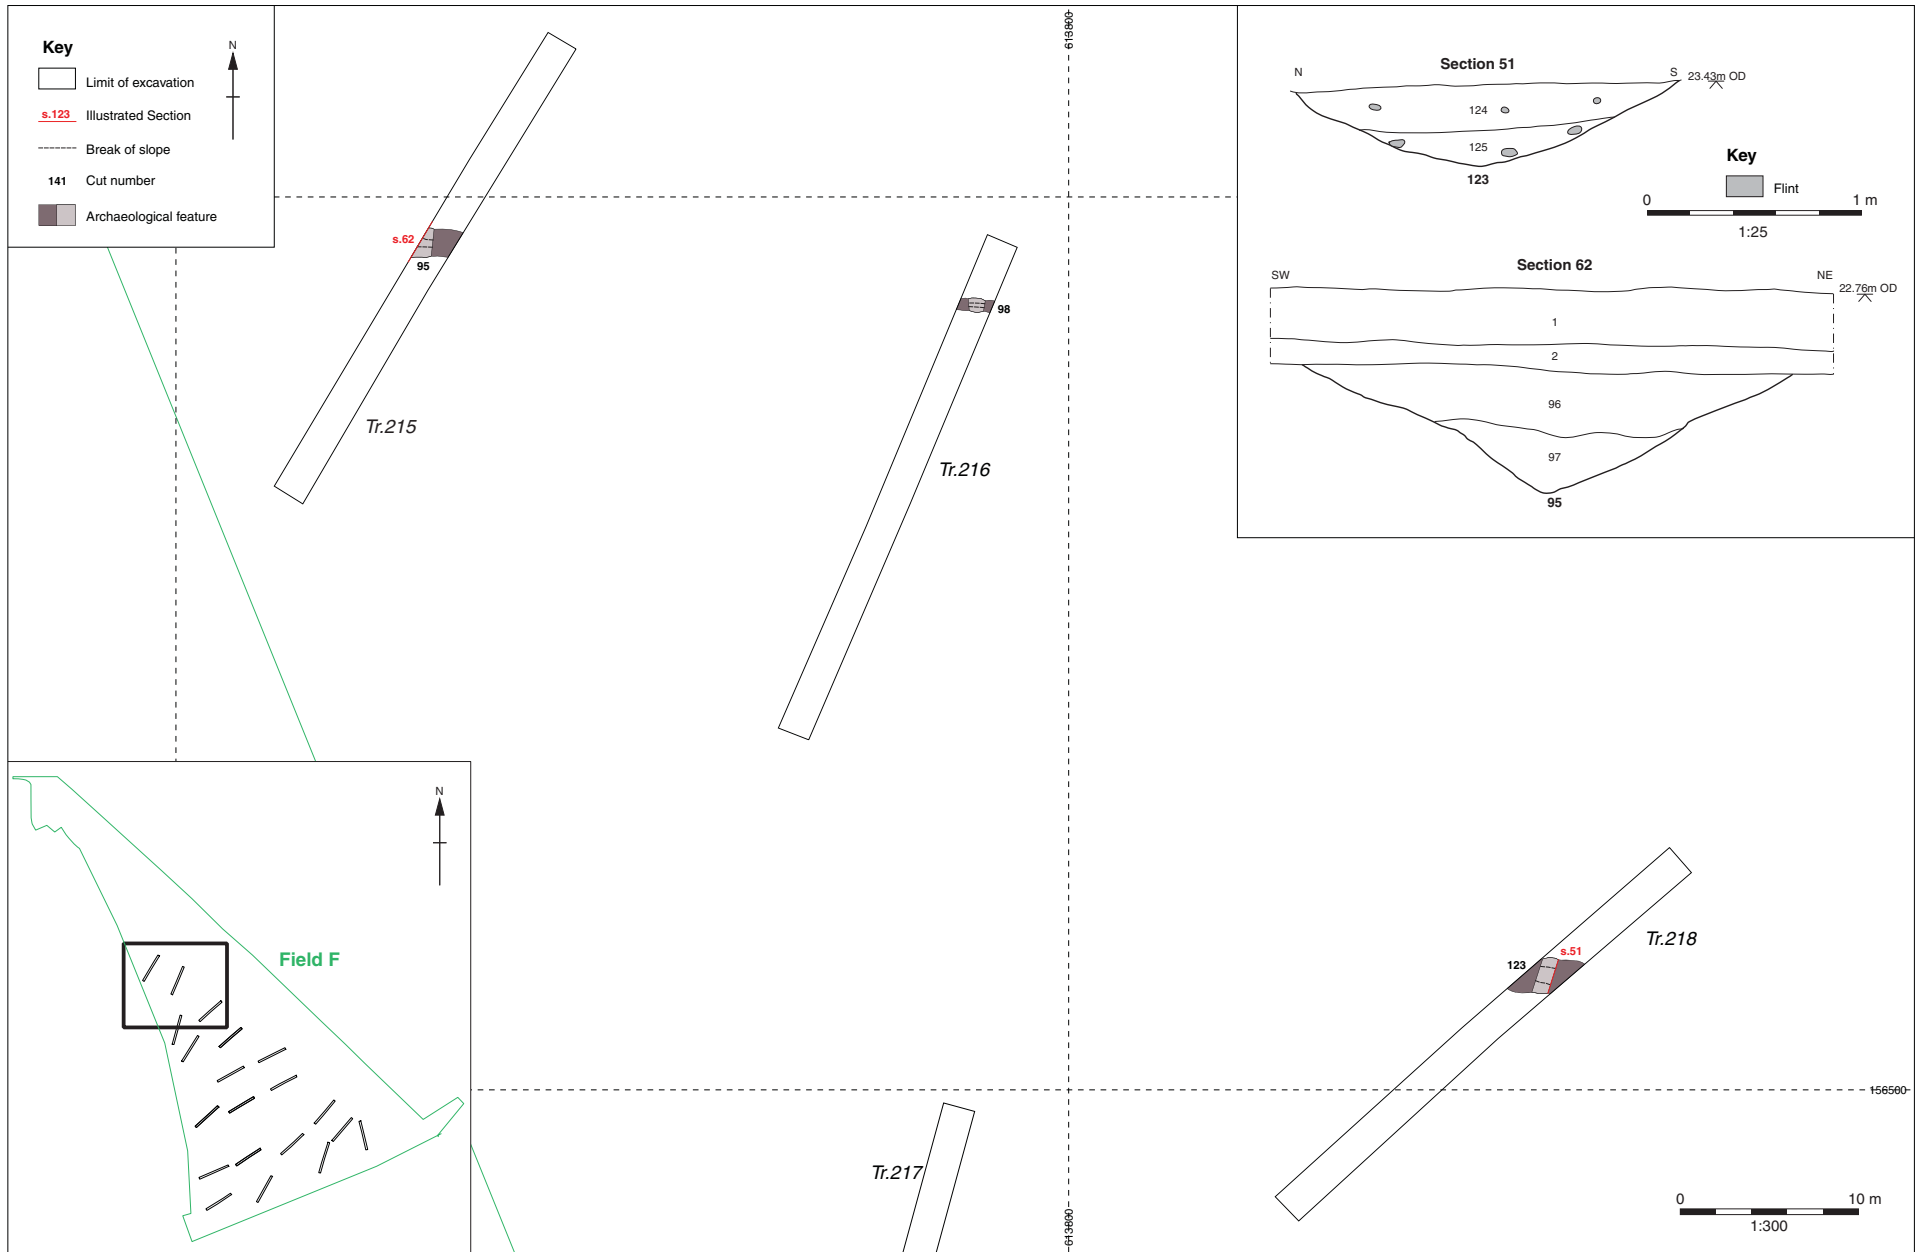 Key
N
Limit of excavation
s.123 Illustrated Section
Break of slope
141 Cut number
Archaeological feature
613800
Section 51
N
S
23.43m OD
124
125
123
Key
Flint
0 1 m
1:25
Section 62
SW
NE
22.76m OD
1
2
96
97
95
s.62
95
98
Tr.215
Tr.216
N
Field F
Tr.218
s.51
123
156500
Tr.217
613800
0 10 m
1:300